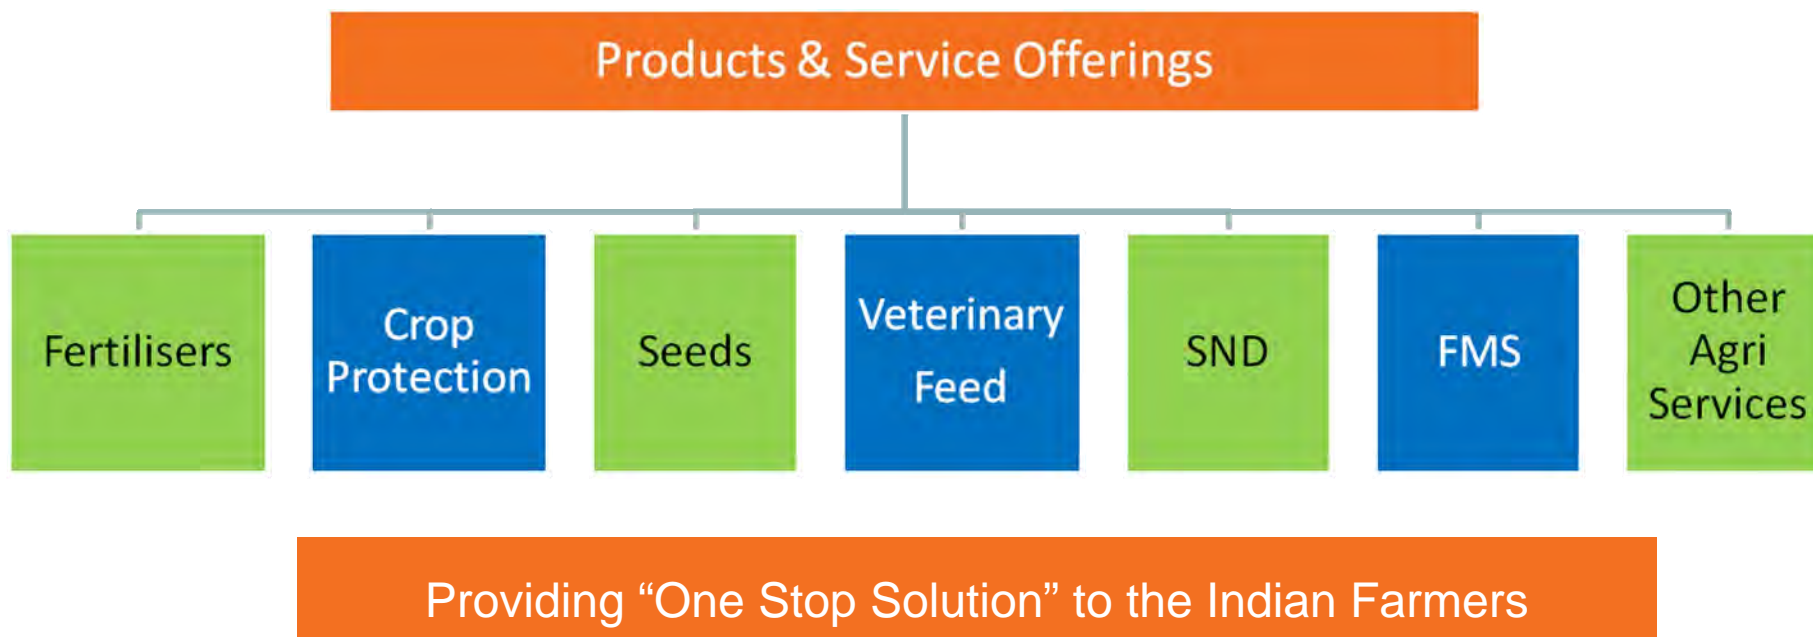 Products & Service Offerings
Fertilisers
Crop
Protection
Seeds
Veterinary
Feed
SND
FMS
Other
Agri
Services
Providing “One Stop Solution” to the Indian Farmers